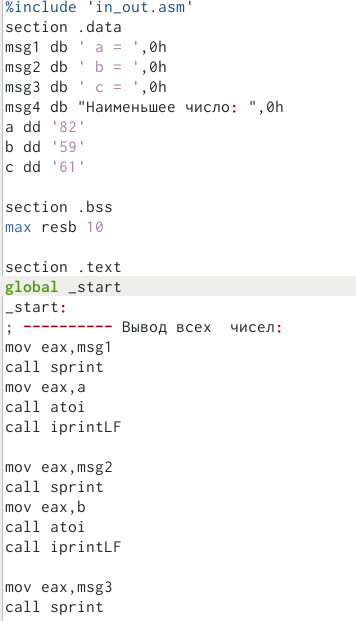 %include 'in_out.asm'
section .data
msg1 db ' a = ',0h
msg2 db ' b = ',0h
msg3 db ' c = ',0h
msg4 db "Наименьшее число: ",0h
a dd '82'
b dd '59'
c dd '61'
section .bss
max resb 10
section .text
global _start
_start:
; ---------- Вывод всех  чисел:
mov eax,msg1
call sprint
mov eax,a
call atoi
call iprintLF
mov eax,msg2
call sprint
mov eax,b
call atoi
call iprintLF
mov eax,msg3
call sprint